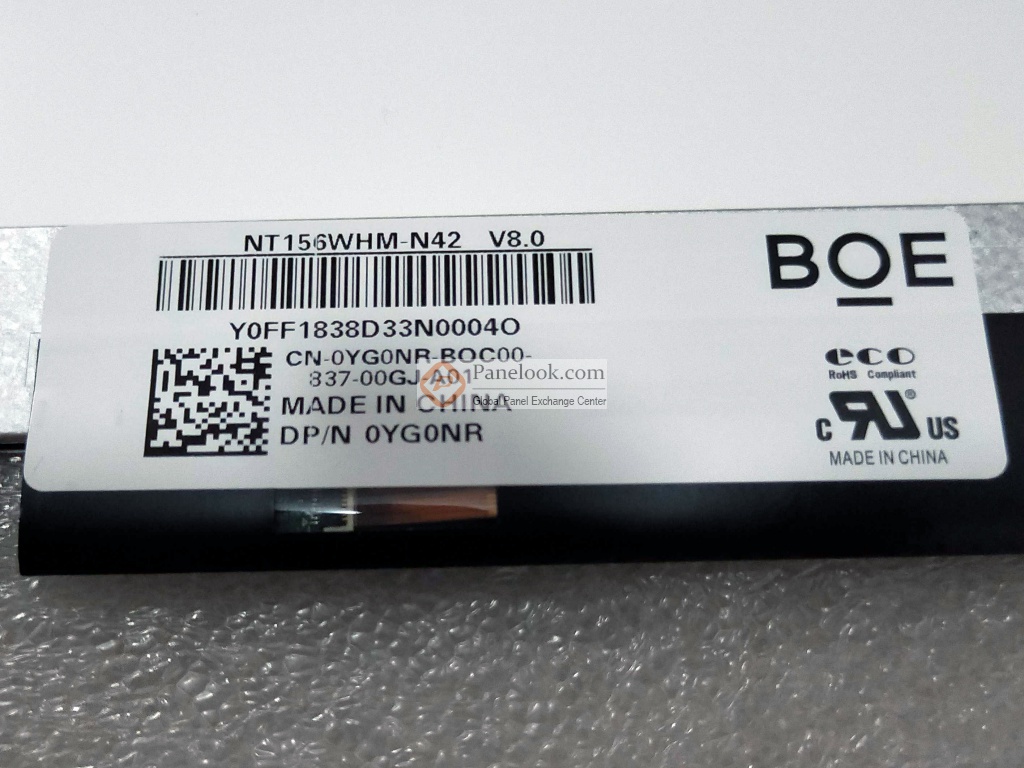 NT156WHM-N42 V8.0
BOE
Y0FF1838D33N0004O
CN-0YG0NR-BOC00-
837-00GJ-A01
MADE IN CHINA
DP/N 0YG0NR
Panelook.com
Global Panel Exchange Center
eco
RoHS Compliant
C RU® US
MADE IN CHINA